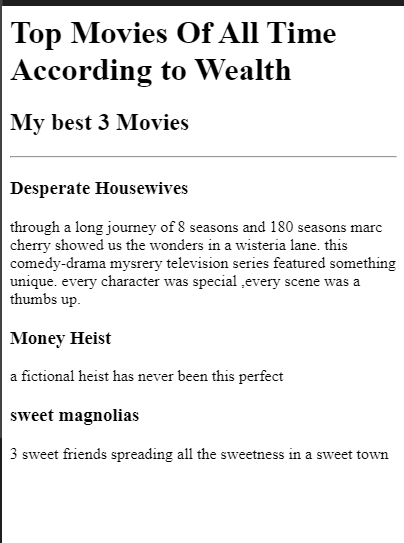 Top Movies Of All Time
According to Wealth
My best 3 Movies
Desperate Housewives
through a long journey of 8 seasons and 180 seasons marc
cherry showed us the wonders in a wisteria lane. this
comedy-drama mysrery television series featured something
unique. every character was special ,every scene was a
thumbs up.
Money Heist
a fictional heist has never been this perfect
sweet magnolias
3 sweet friends spreading all the sweetness in a sweet town